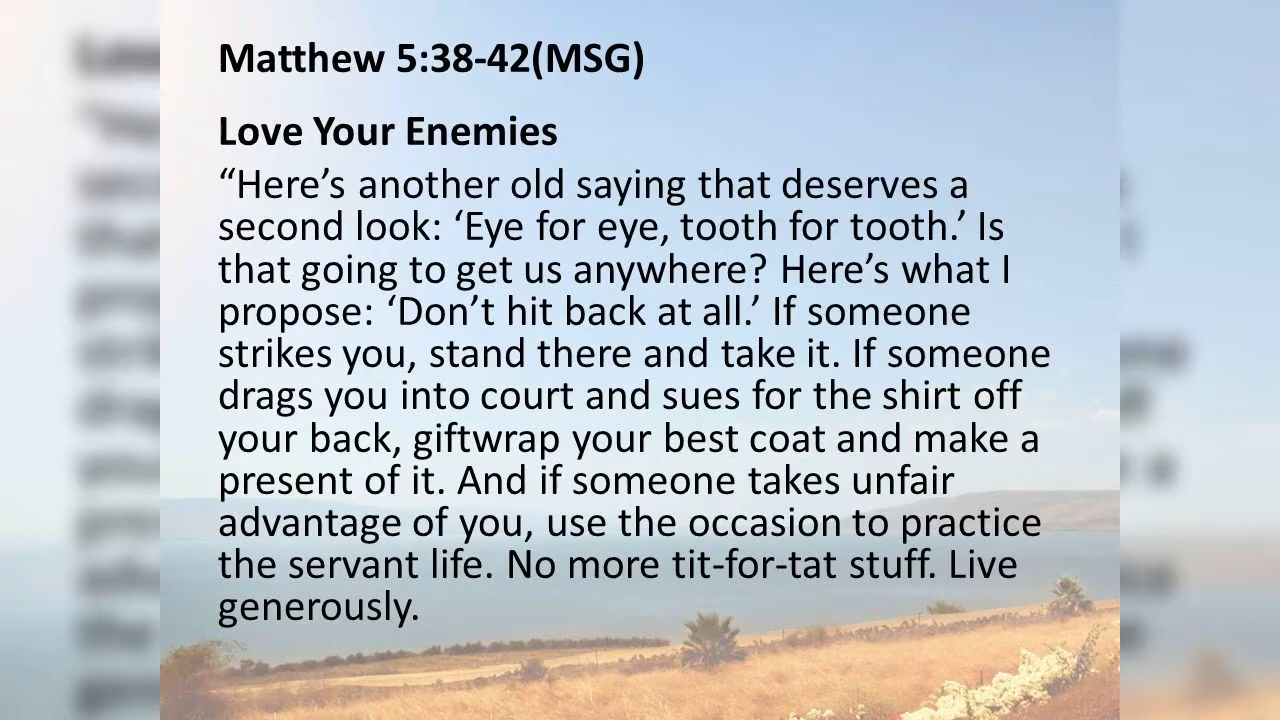 Matthew 5:38-42(MSG)
Love Your Enemies
“Here’s another old saying that deserves a
second look: ‘Eye for eye, tooth for tooth.’ Is
that going to get us anywhere? Here’s what I
propose: ‘Don’t hit back at all.’ If someone
strikes you, stand there and take it. If someone
drags you into court and sues for the shirt off
your back, giftwrap your best coat and make a
present of it. And if someone takes unfair
advantage of you, use the occasion to practice
the servant life. No more tit-for-tat stuff. Live
generously.